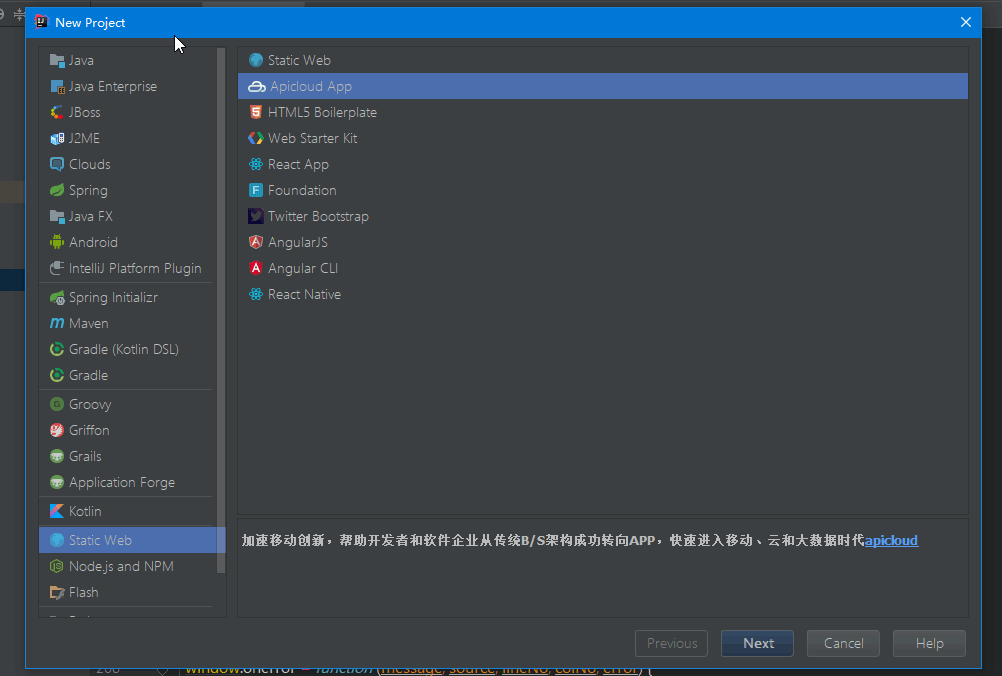 New Project
Java
Java Enterprise
JBoss
J2ME
Clouds
Spring
Java FX
Android
IntelliJ Platform Plugin
Spring Initializr
Maven
Gradle (Kotlin DSL)
Gradle
Groovy
Griffon
Grails
Application Forge
Kotlin
Static Web
Node.js and NPM
Flash
Static Web
Apicloud App
HTML5 Boilerplate
Web Starter Kit
React App
Foundation
Twitter Bootstrap
AngularJS
Angular CLI
React Native
加速移动创新，帮助开发者和软件企业从传统B/S架构成功转向APP，快速进入移动、云和大数据时代apicloud
Previous
Next
Cancel
Help
window.onerror = function (message, source, lineNo, colNo, error) {